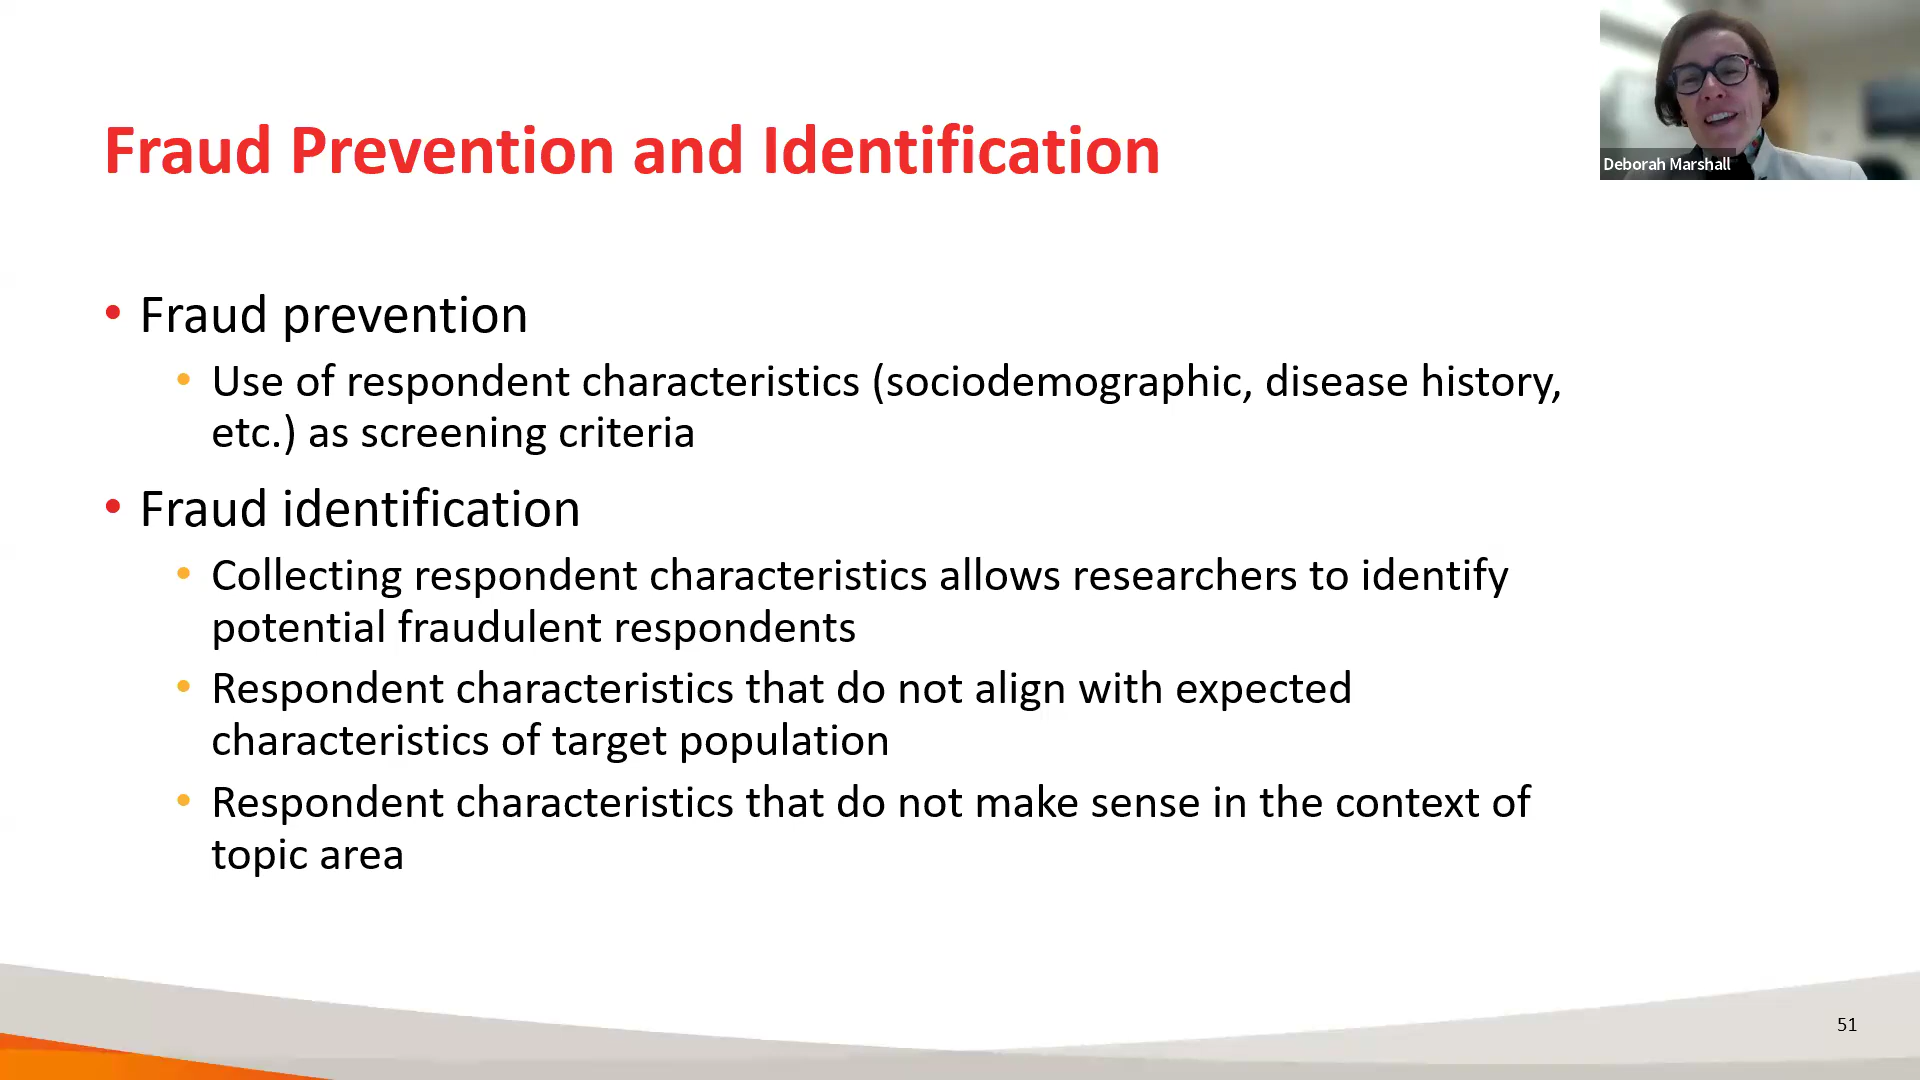 Deborah Marshall
Fraud Prevention and Identification
• Fraud prevention
• Use of respondent characteristics (sociodemographic, disease history,
etc.) as screening criteria
• Fraud identification
• Collecting respondent characteristics allows researchers to identify
potential fraudulent respondents
• Respondent characteristics that do not align with expected
characteristics of target population
• Respondent characteristics that do not make sense in the context of
topic area
51